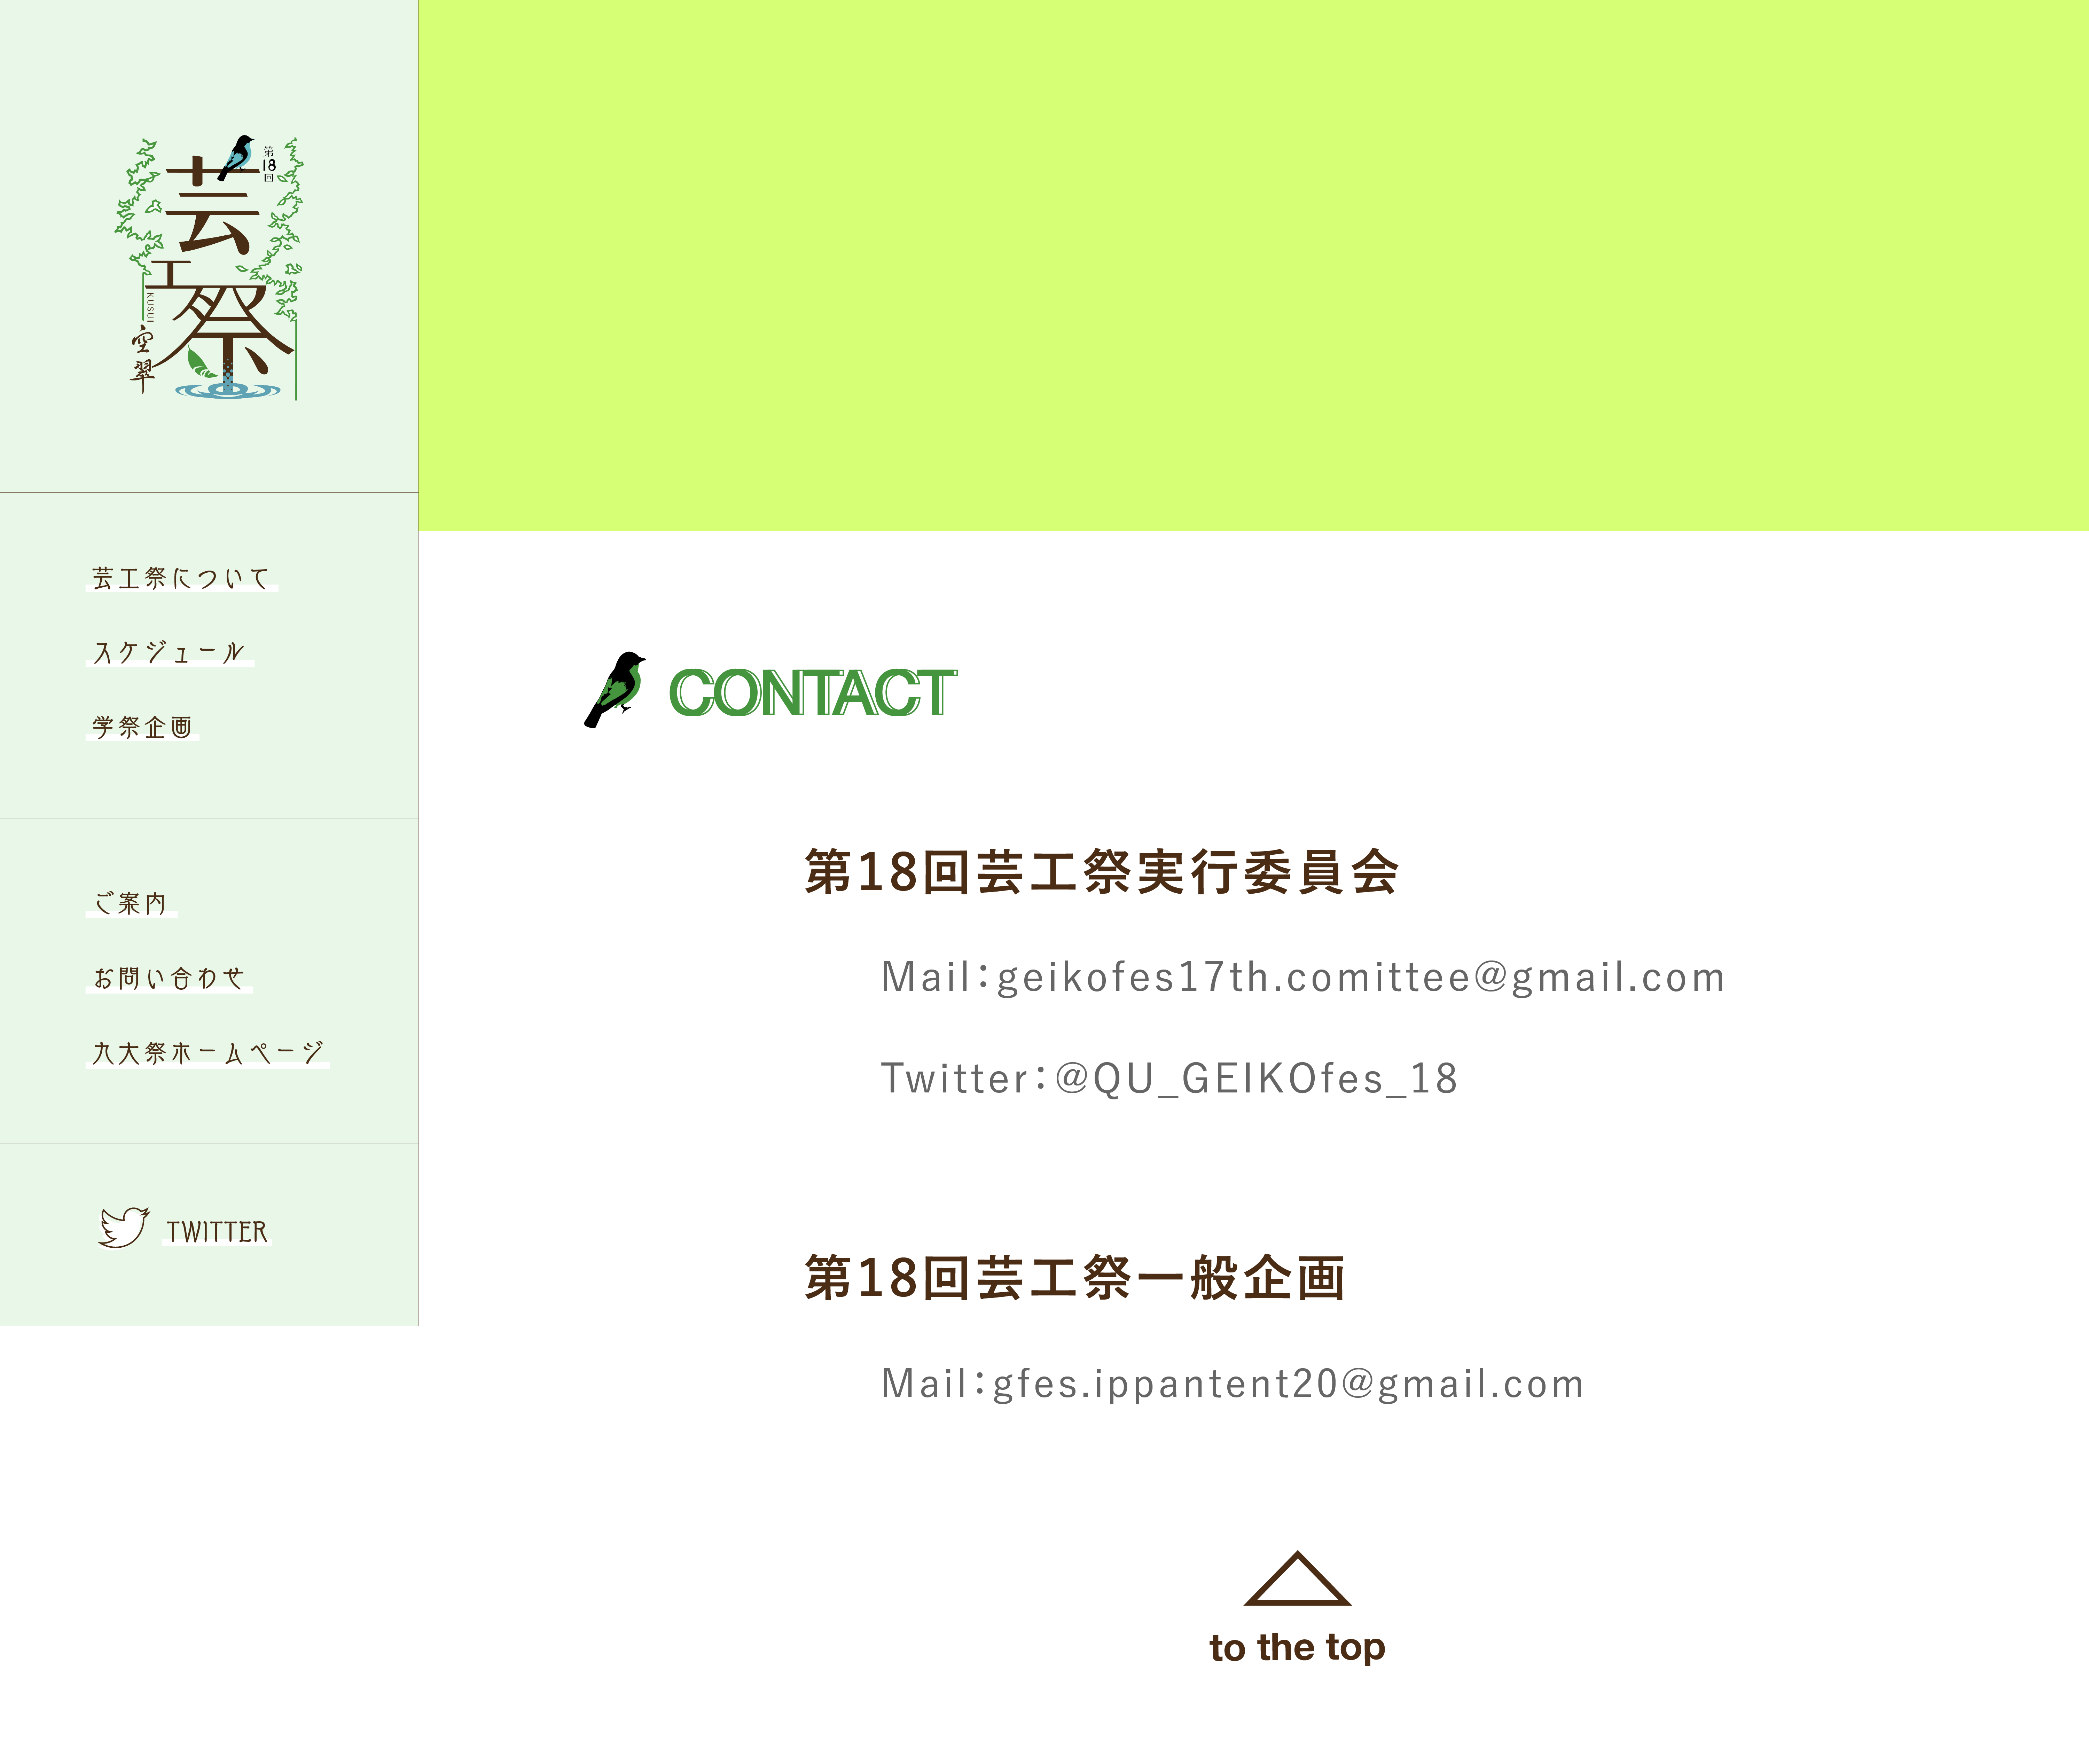 第
18
回
芸
工
祭
KUSUI
空
翠
芸工祭について
スケジュール
学祭企画
ご案内
お問い合わせ
九大祭ホームページ
TWITTER
CONTACT
第18回芸工祭実行委員会
Mail:geikofes17th.comittee@gmail.com
Twitter:@QU_GEIKOfes_18
第18回芸工祭一般企画
Mail:gfes.ippantent20@gmail.com
to the top